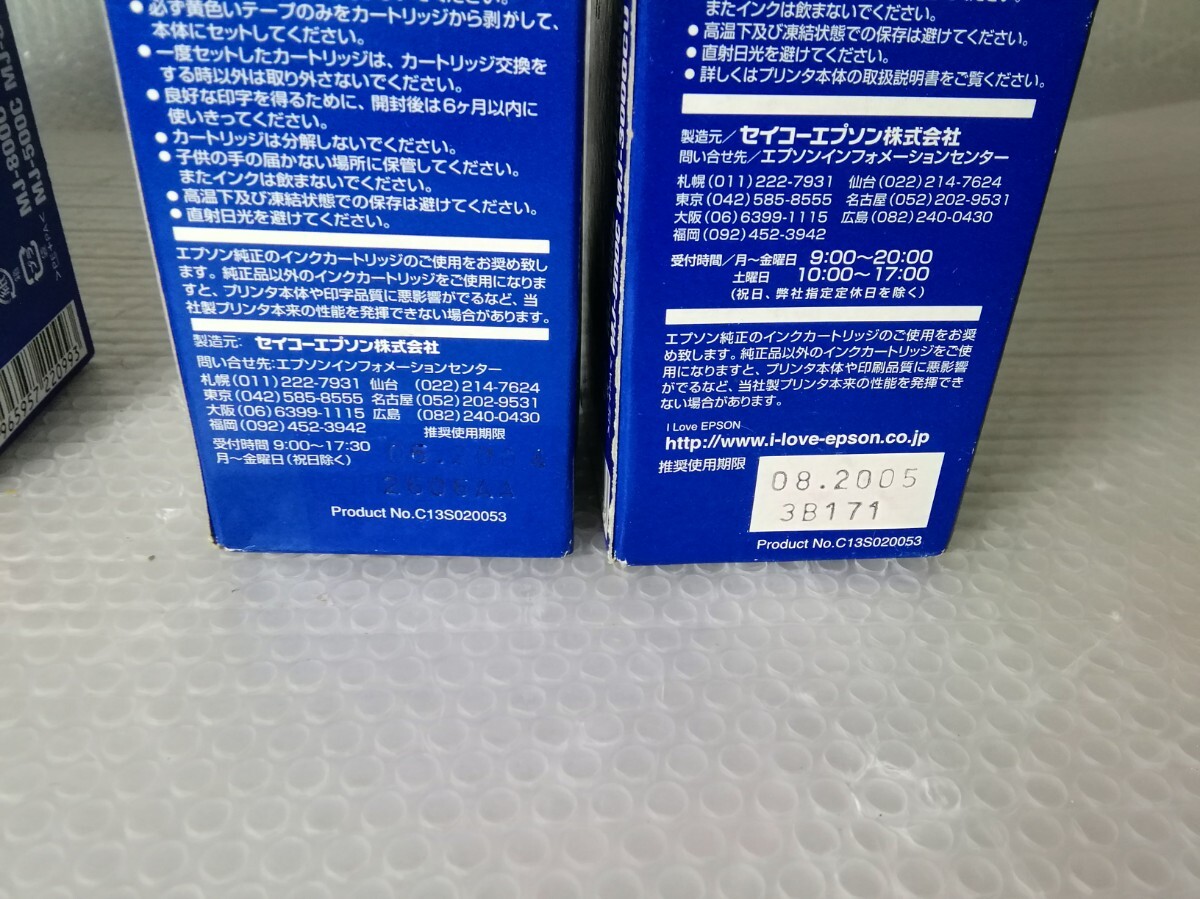 MJ-8000C
MJ-500C
● 必ず黄色いテープのみをカートリッジから剥がして、
本体にセットしてください。
● 一度セットしたカートリッジは、カートリッジ交換を
する時以外は取り外さないでください。
● 良好な印字を得るために、開封後は6ヶ月以内に
使いきってください。
● カートリッジは分解しないでください。
● 子供の手の届かない場所に保管してください。
またインクは飲まないでください。
● 高温下及び凍結状態での保存は避けてください。
● 直射日光を避けてください。
エプソン純正のインクカートリッジのご使用をお奨め致し
ます。純正品以外のインクカートリッジをご使用になりま
すと、プリンタ本体や印字品質に悪影響がでるなど、当
社製プリンタ本来の性能を発揮できない場合があります。
製造元: セイコーエプソン株式会社
問い合せ先:エプソンインフォメーションセンター
札幌(011)222-7931 仙台 (022)214-7624
東京(042)585-8555 名古屋(052)202-9531
大阪(06)6399-1115 広島 (082)240-0430
福岡(092)452-3942 推奨使用期限
受付時間 9:00〜17:30
月〜金曜日(祝日除く)
Product No.C13S020053
またインクは飲まないでください。
● 高温下及び凍結状態での保存は避けてください。
● 直射日光を避けてください。
● 詳しくはプリンタ本体の取扱説明書をご覧ください。
製造元/セイコーエプソン株式会社
問い合せ先/エプソンインフォメーションセンター
札幌(011)222-7931 仙台(022)214-7624
東京(042)585-8555 名古屋(052)202-9531
大阪(06)6399-1115 広島(082)240-0430
福岡(092)452-3942
受付時間/月〜金曜日 9:00〜20:00
土曜日 10:00〜17:00
(祝日、弊社指定定休日を除く)
エプソン純正のインクカートリッジのご使用をお奨
め致します。純正品以外のインクカートリッジをご使
用になりますと、プリンタ本体や印刷品質に悪影響
がでるなど、当社製プリンタ本来の性能を発揮でき
ない場合があります。
I Love EPSON
http://www.i-love-epson.co.jp
推奨使用期限
08.2005
3B171
Product No.C13S020053